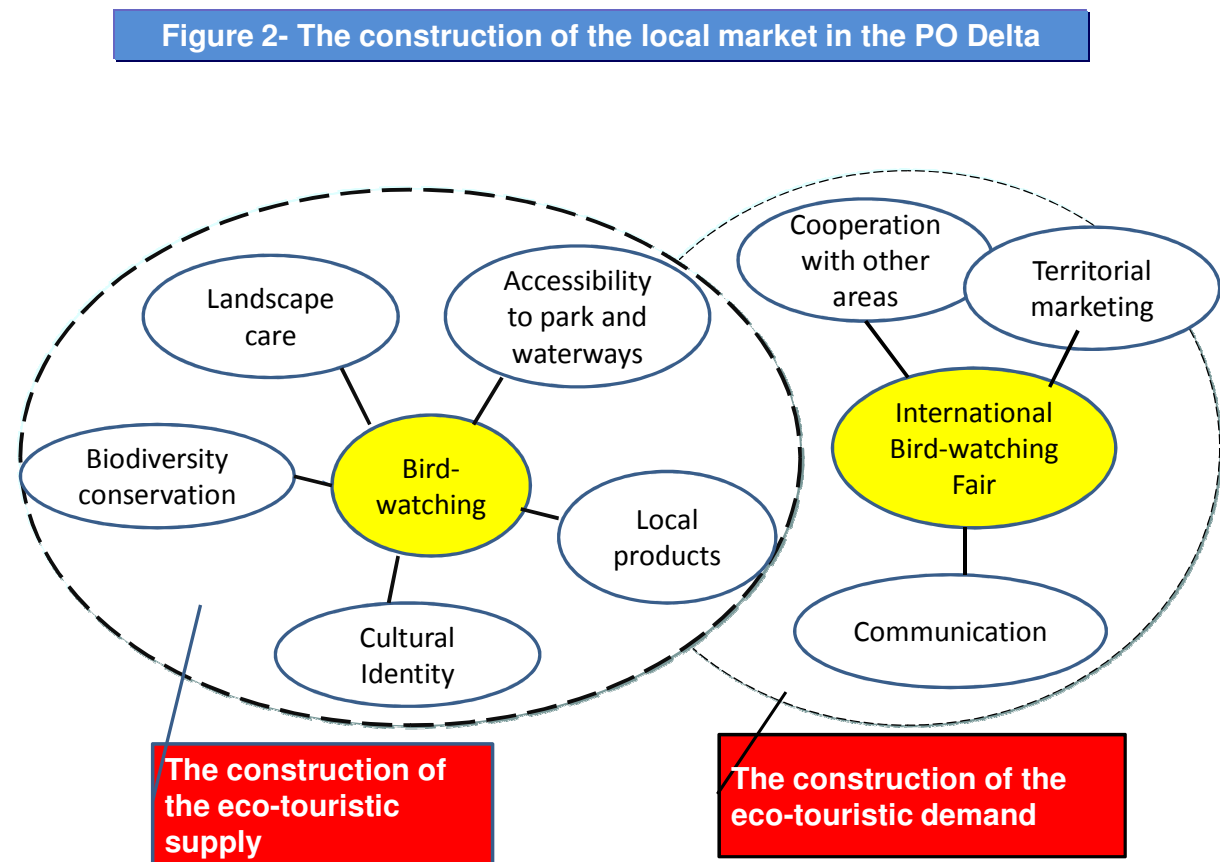 Figure 2- The construction of the local market in the PO Delta
Landscape
care
Accessibility
to park and
waterways
Biodiversity
conservation
Bird-
watching
Local
products
Cultural
Identity
Cooperation
with other
areas
Territorial
marketing
International
Bird-watching
Fair
Communication
The construction of
the eco-touristic
supply
The construction of the
eco-touristic demand